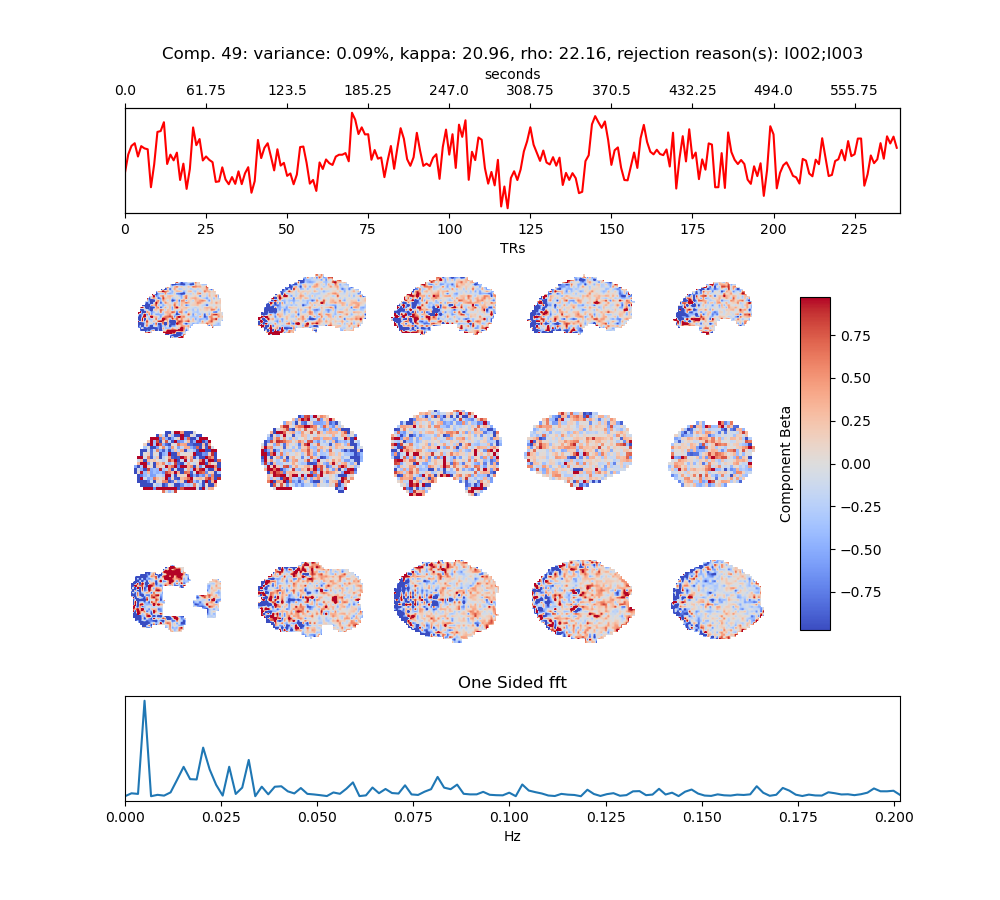 Comp. 49: variance: 0.09%, kappa: 20.96, rho: 22.16, rejection reason(s): I002;I003
seconds
0.0 61.75 123.5 185.25 247.0 308.75 370.5 432.25 494.0 555.75
0 25 50 75 100 125 150 175 200 225
TRs
0.75
0.50
0.25
0.00
−0.25
−0.50
−0.75
Component Beta
One Sided fft
0.000 0.025 0.050 0.075 0.100 0.125 0.150 0.175 0.200
Hz